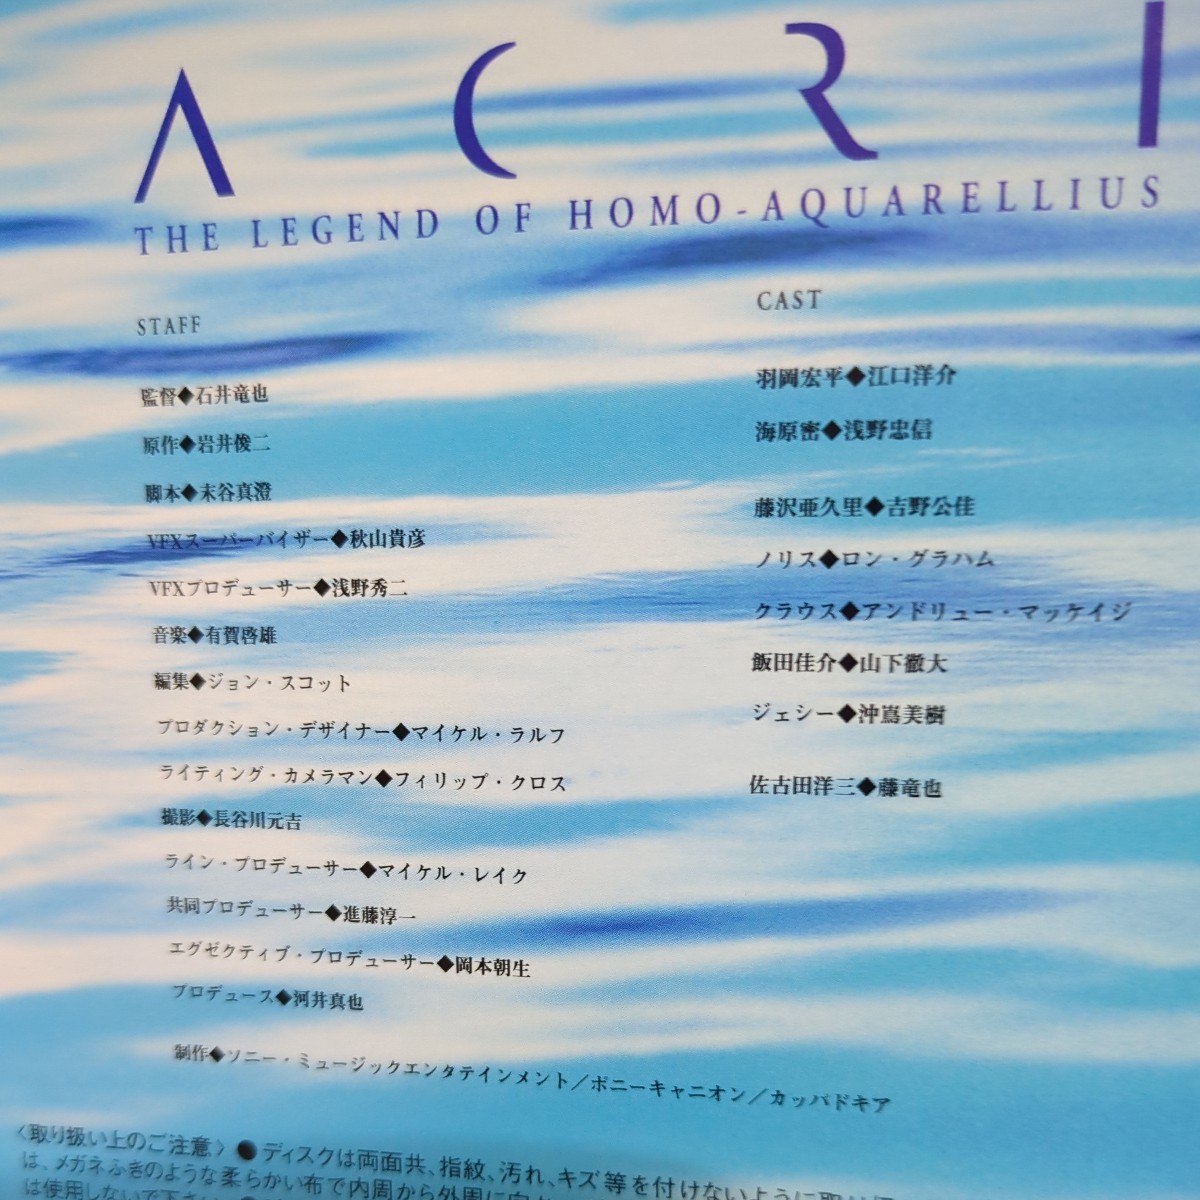 ACRI
THE LEGEND OF HOMO-AQUARELLIUS
STAFF
監督◆石井竜也
原作◆岩井俊二
脚本◆末谷真澄
VFXスーパーバイザー◆秋山貴彦
VFXプロデューサー◆浅野秀二
音楽◆有賀啓雄
編集◆ジョン・スコット
プロダクション・デザイナー◆マイケル・ラルフ
ライティング・カメラマン◆フィリップ・クロス
撮影◆長谷川元吉
ライン・プロデューサー◆マイケル・レイク
共同プロデューサー◆進藤淳一
エグゼクティブ・プロデューサー◆岡本朝生
プロデュース◆河井真也
制作◆ソニー・ミュージックエンタテインメント/ポニーキャニオン/カッパドキア
CAST
羽岡宏平◆江口洋介
海原密◆浅野忠信
藤沢亜久里◆吉野公佳
ノリス◆ロン・グラハム
クラウス◆アンドリュー・マッケイジ
飯田佳介◆山下徹大
ジェシー◆沖嶌美樹
佐古田洋三◆藤竜也
〈取り扱い上のご注意〉●ディスクは両面共、指紋、汚れ、キズ等を付けないように取り
は、メガネふきのような柔らかい布で内周から外周に向
は使用しないで下さい